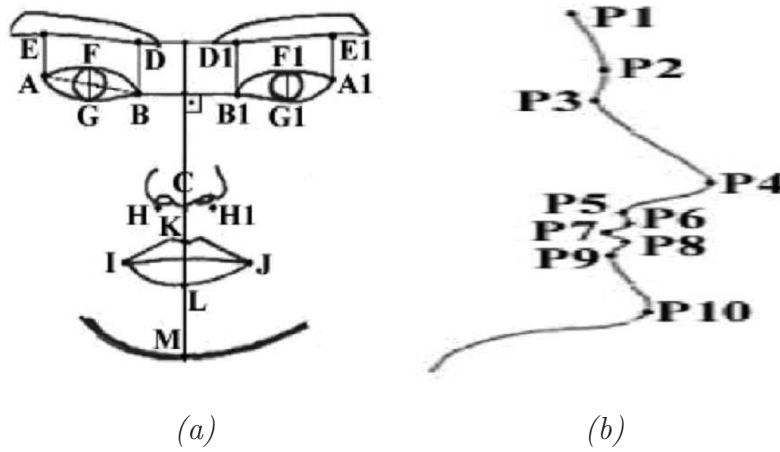 P1
E F D D1 F1 E1
P2
A A1
P3
G B B1 G1
C
P4
H H1
P5
K
P6
P7
P8
I J
P9
L
P10
M
(a) (b)